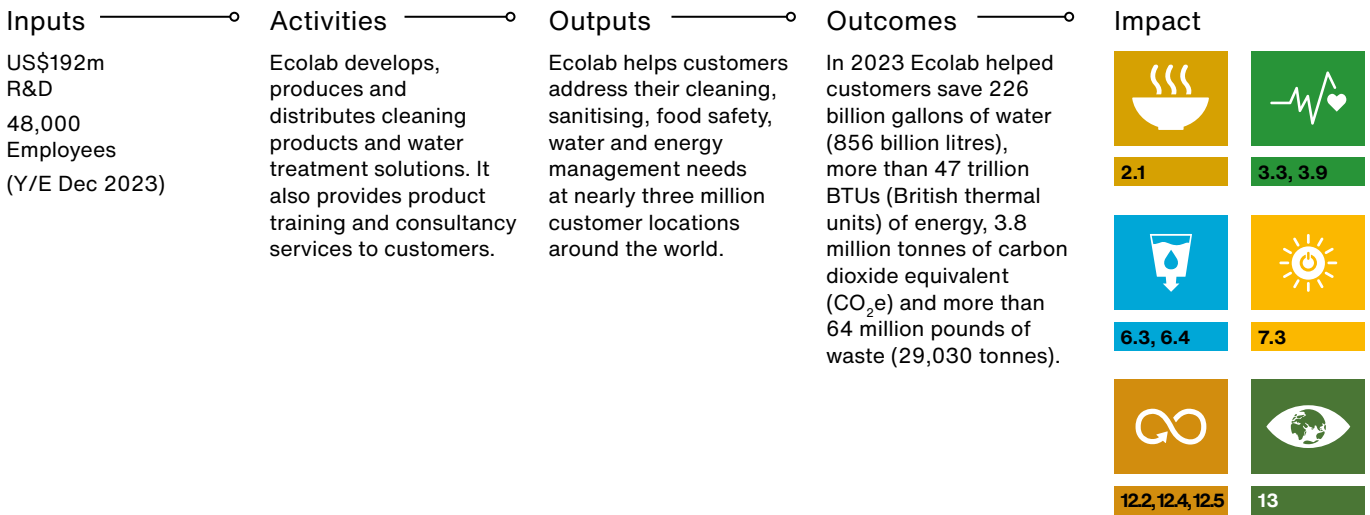 Inputs
US$192m
R&D
48,000
Employees
(Y/E Dec 2023)
Activities
Ecolab develops,
produces and
distributes cleaning
products and water
treatment solutions. It
also provides product
training and consultancy
services to customers.
Outputs
Ecolab helps customers
address their cleaning,
sanitising, food safety,
water and energy
management needs
at nearly three million
customer locations
around the world.
Outcomes
In 2023 Ecolab helped
customers save 226
billion gallons of water
(856 billion litres),
more than 47 trillion
BTUs (British thermal
units) of energy, 3.8
million tonnes of carbon
dioxide equivalent
(CO₂e) and more than
64 million pounds of
waste (29,030 tonnes).
Impact
2.1
3.3, 3.9
6.3, 6.4
7.3
12.2, 12.4, 12.5
13